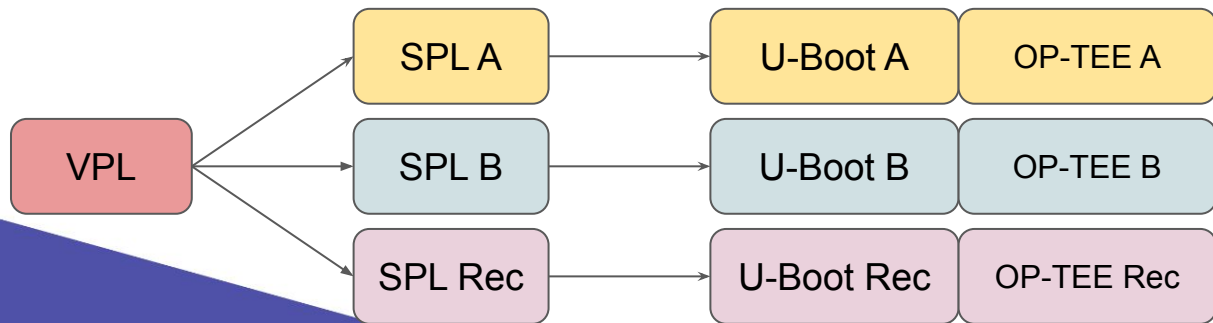 SPL A
U-Boot A
OP-TEE A
VPL
SPL B
U-Boot B
OP-TEE B
SPL Rec
U-Boot Rec
OP-TEE Rec